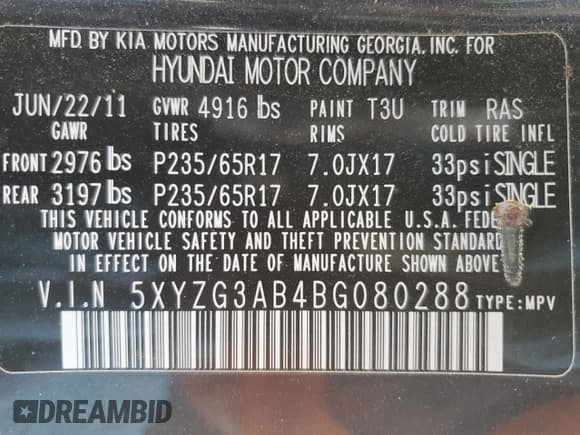 MFD. BY KIA MOTORS MANUFACTURING GEORGIA, INC. FOR
HYUNDAI MOTOR COMPANY
JUN/22/11 GVWR 4916 lbs PAINT T3U TRIM RAS
GAWR TIRES RIMS COLD TIRE INFL
FRONT 2976 lbs P235/65R17 7.0JX17 33psi SINGLE
REAR 3197 lbs P235/65R17 7.0JX17 33psi SINGLE
THIS VEHICLE CONFORMS TO ALL APPLICABLE U.S.A.
MOTOR VEHICLE SAFETY AND THEFT PREVENTION STANDARD
IN EFFECT ON THE DATE OF MANUFACTURE SHOWN ABOVE
V.I.N 5XYZG3AB4BG080288 TYPE:MPV
DREAMBID